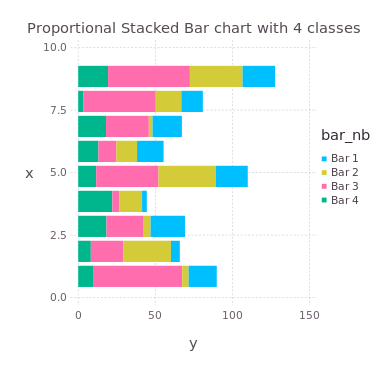 Proportional Stacked Bar chart with 4 classes
10.0
7.5
5.0
2.5
0.0
x
0
50
100
150
y
bar_nb
Bar 1
Bar 2
Bar 3
Bar 4